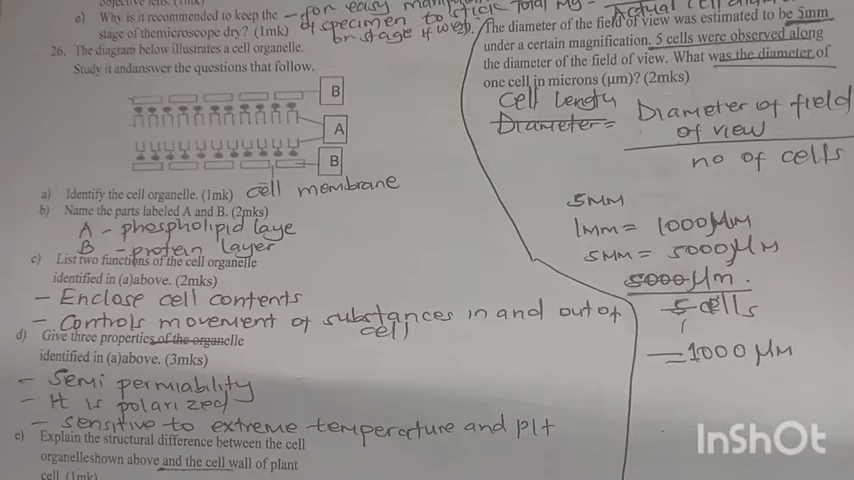 e) Why is it recommended to keep the
stage of themicroscope dry? (1mk)
- for easy
of specimen to stick
or stage if wet.
Total Mg =
26. The diagram below illustrates a cell organelle.
Study it andanswer the questions that follow.
B
A
B
a) Identify the cell organelle. (1mk) cell membrane
b) Name the parts labeled A and B. (2mks)
A - phospholipid laye
B - protein layer
c) List two functions of the cell organelle
identified in (a)above. (2mks)
- Enclose cell contents
- Controls movement of substances in and out of
cell
d) Give three properties of the organelle
identified in (a)above. (3mks)
- Semi permiability
- It is polarized
- sensitive to extreme temperature and PH
e) Explain the structural difference between the cell
organelleshown above and the cell wall of plant
cell. (1mk)
The diameter of the field of view was estimated to be 5mm
under a certain magnification. 5 cells were observed along
the diameter of the field of view. What was the diameter of
one cell in microns (µm)? (2mks)
Cell Length
Diameter = Diameter of field
of view
no of cells
5MM
1MM = 1000µM
5MM = 5000µM
5000µm.
5 cells
1
= 1000 µM
InShOt